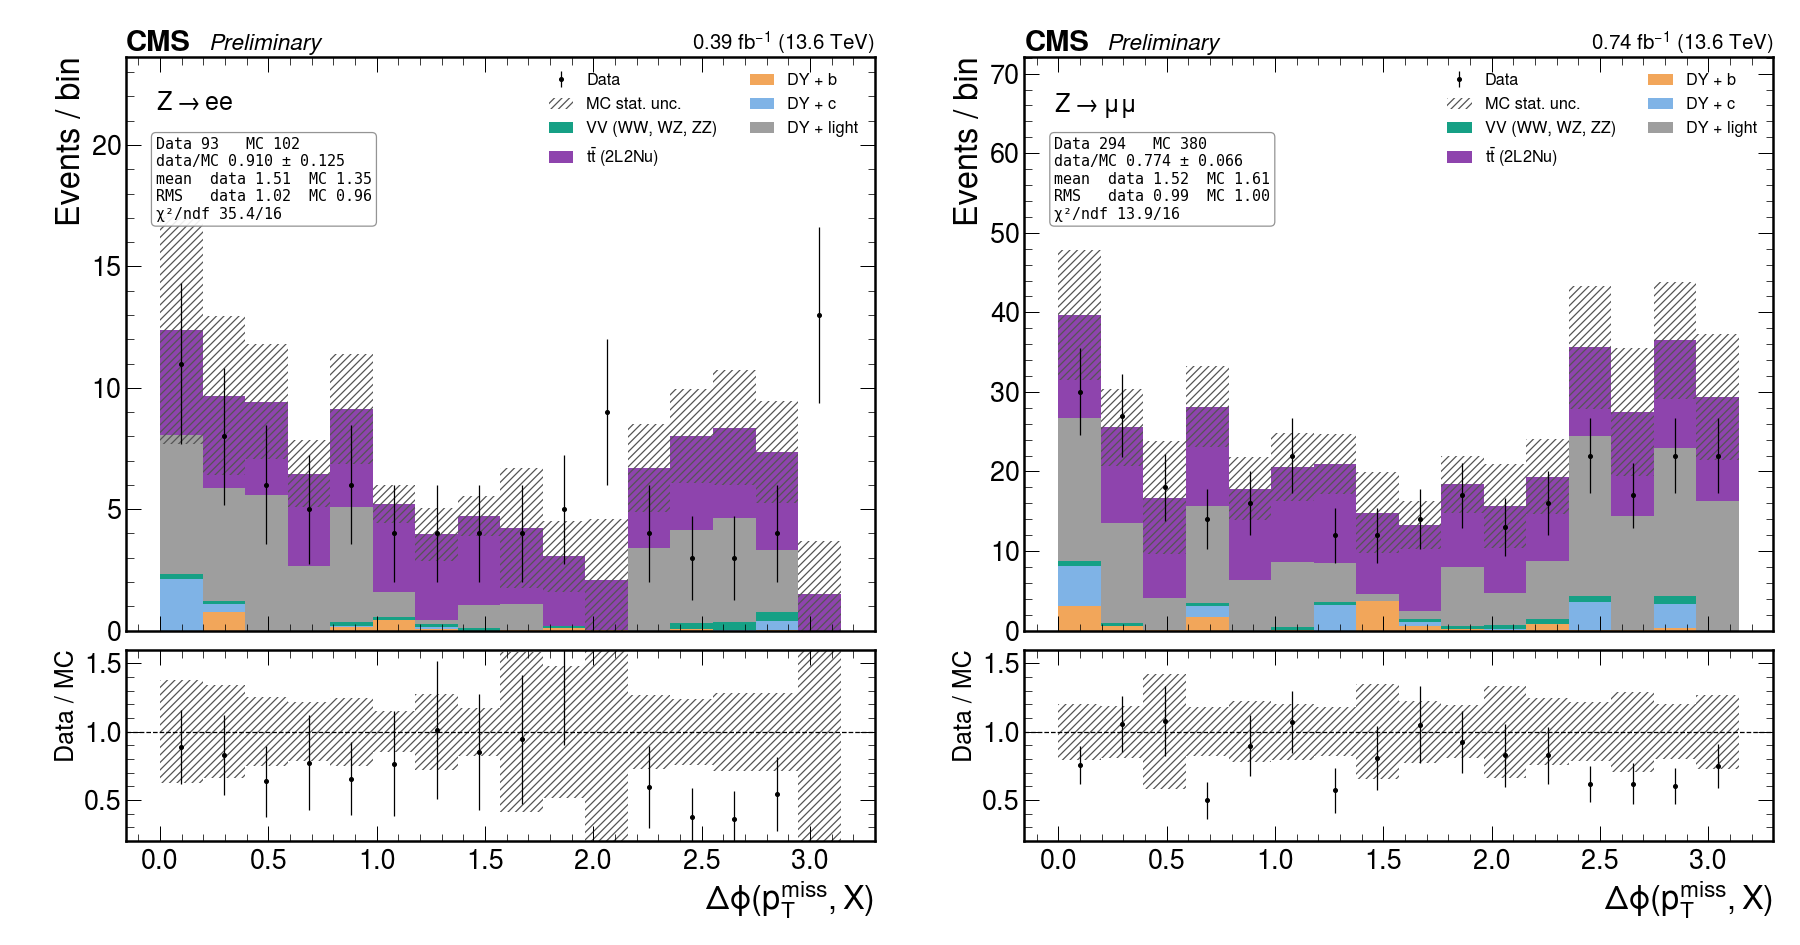 CMS Preliminary 0.39 fb⁻¹ (13.6 TeV)
Events / bin
Z→ee
Data 93   MC 102
data/MC 0.910 ± 0.125
mean  data 1.51  MC 1.35
RMS   data 1.02  MC 0.96
χ²/ndf 35.4/16
Data
MC stat. unc.
VV (WW, WZ, ZZ)
tt̄ (2L2Nu)
DY + b
DY + c
DY + light
20
15
10
5
0
Data / MC
1.5
1.0
0.5
0.0 0.5 1.0 1.5 2.0 2.5 3.0
Δϕ(p_T^miss, X)
CMS Preliminary 0.74 fb⁻¹ (13.6 TeV)
Events / bin
Z→μμ
Data 294   MC 380
data/MC 0.774 ± 0.066
mean  data 1.52  MC 1.61
RMS   data 0.99  MC 1.00
χ²/ndf 13.9/16
Data
MC stat. unc.
VV (WW, WZ, ZZ)
tt̄ (2L2Nu)
DY + b
DY + c
DY + light
70
60
50
40
30
20
10
0
Data / MC
1.5
1.0
0.5
0.0 0.5 1.0 1.5 2.0 2.5 3.0
Δϕ(p_T^miss, X)